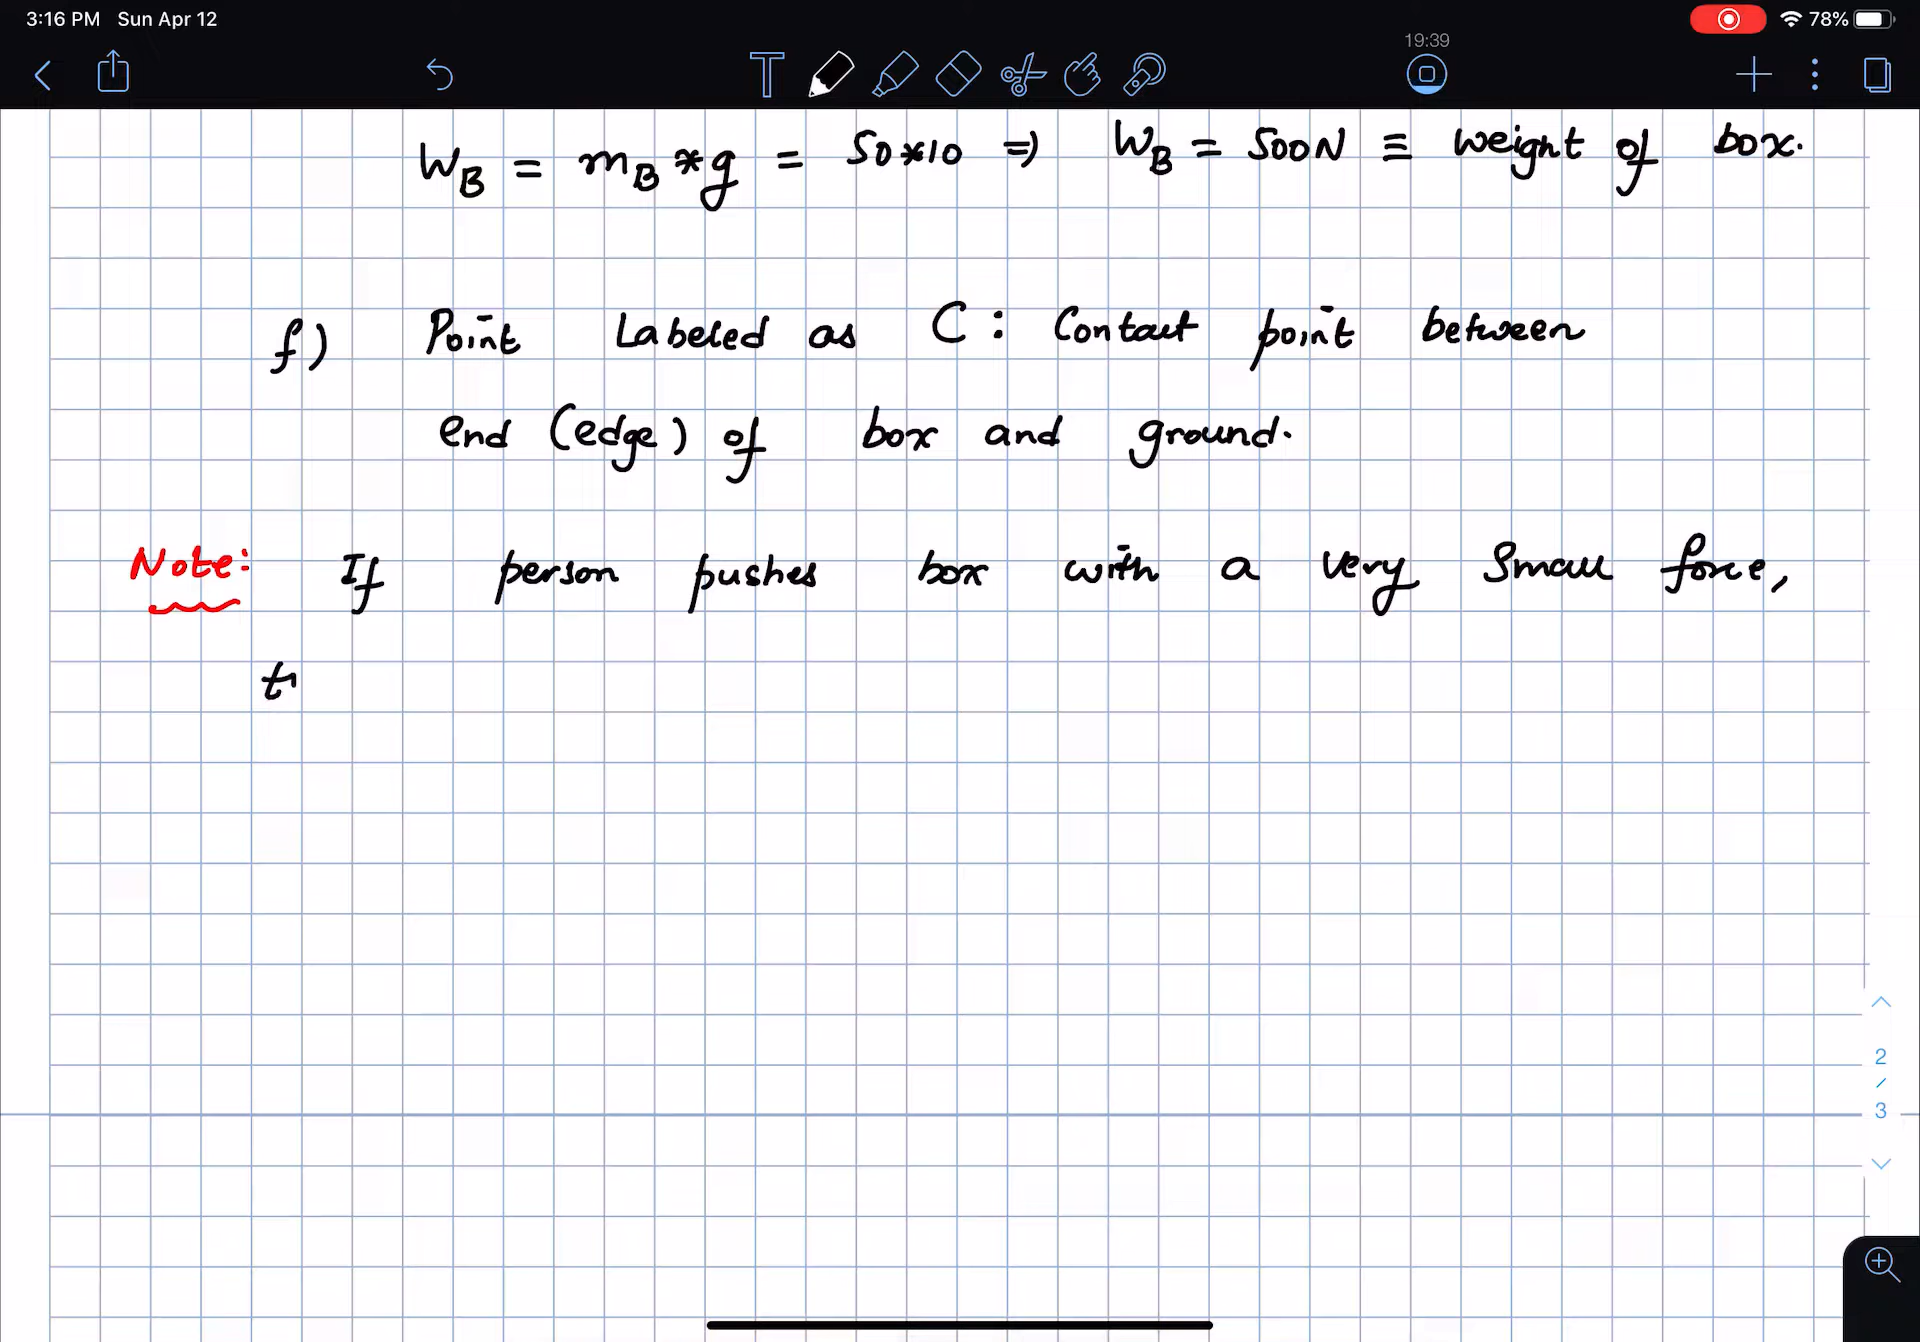 3:16 PM Sun Apr 12
78%
19:39
W_B = m_B * g = 50*10 ⇒ W_B = 500N ≡ weight of box.
f) Point Labeled as C: Contact point between
end (edge) of box and ground.
Note: If person pushes box with a very small force,
2
/
3